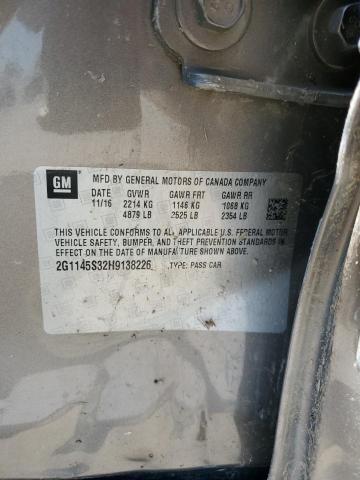 GM
MFD BY GENERAL MOTORS OF CANADA COMPANY
DATE GVWR GAWR FRT GAWR RR
11/16 2214 KG 1146 KG 1068 KG
4879 LB 2525 LB 2354 LB
THIS VEHICLE CONFORMS TO ALL APPLICABLE U.S. FEDERAL MOTOR
VEHICLE SAFETY, BUMPER, AND THEFT PREVENTION STANDARDS IN
EFFECT ON THE DATE OF MANUFACTURE SHOWN ABOVE.
2G1145S32H9138226 TYPE: PASS CAR